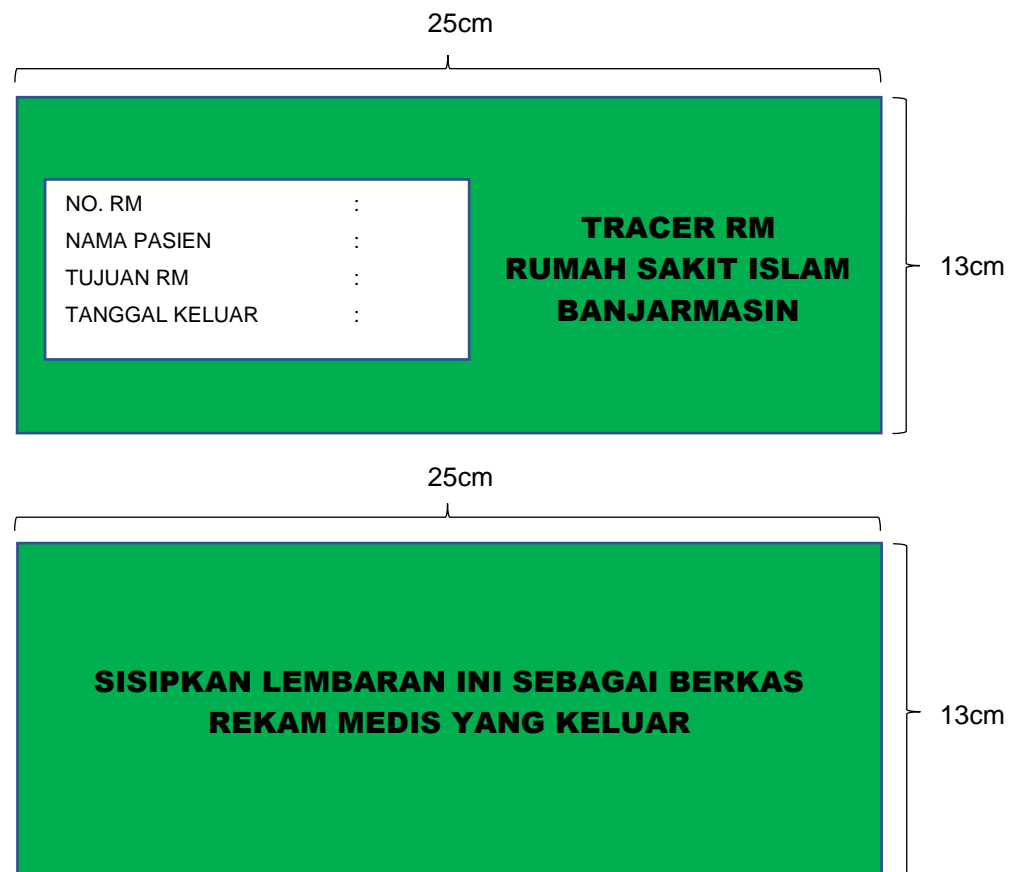 25cm
NO. RM :
NAMA PASIEN :
TUJUAN RM :
TANGGAL KELUAR :
TRACER RM
RUMAH SAKIT ISLAM
BANJARMASIN
13cm
25cm
SISIPKAN LEMBARAN INI SEBAGAI BERKAS
REKAM MEDIS YANG KELUAR
13cm